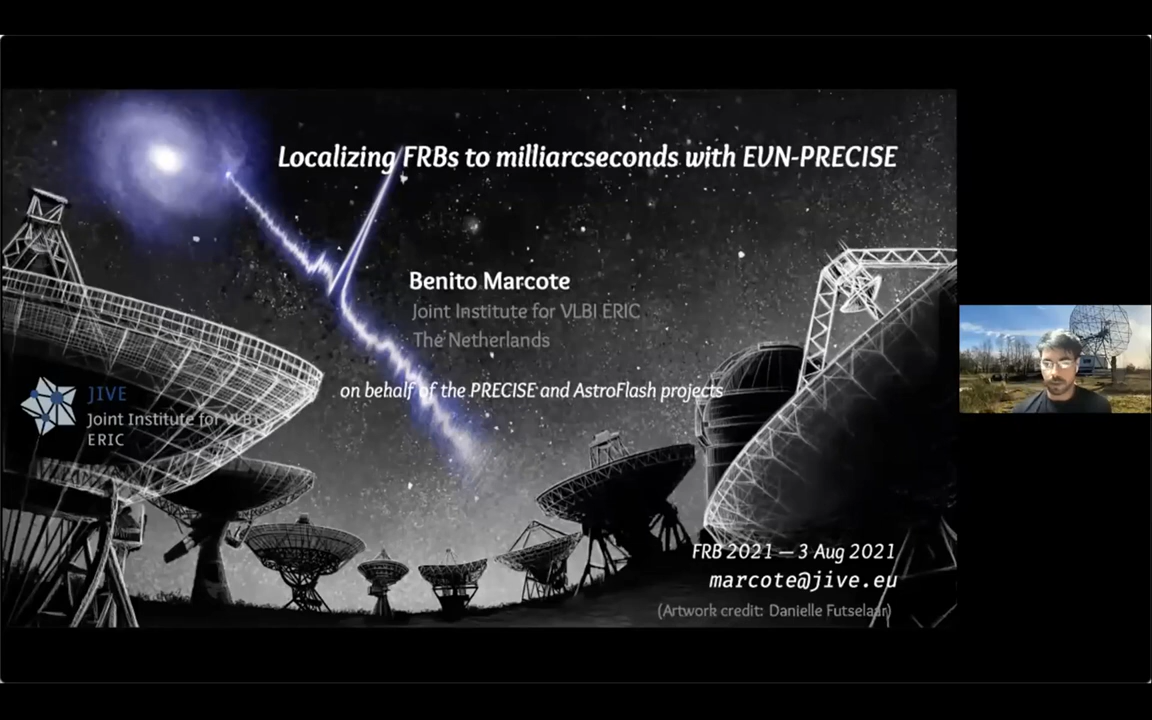 Localizing FRBs to milliarcseconds with EVN-PRECISE
Benito Marcote
Joint Institute for VLBI ERIC
The Netherlands
on behalf of the PRECISE and AstroFlash projects
JIVE
Joint Institute for VLBI
ERIC
FRB 2021 — 3 Aug 2021
marcote@jive.eu
(Artwork credit: Danielle Futselaar)